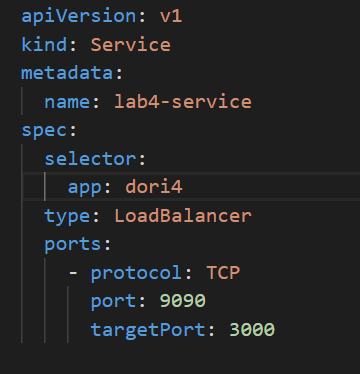 apiVersion: v1
kind: Service
metadata:
  name: lab4-service
spec:
  selector:
    app: dori4
  type: LoadBalancer
  ports:
    - protocol: TCP
      port: 9090
      targetPort: 3000